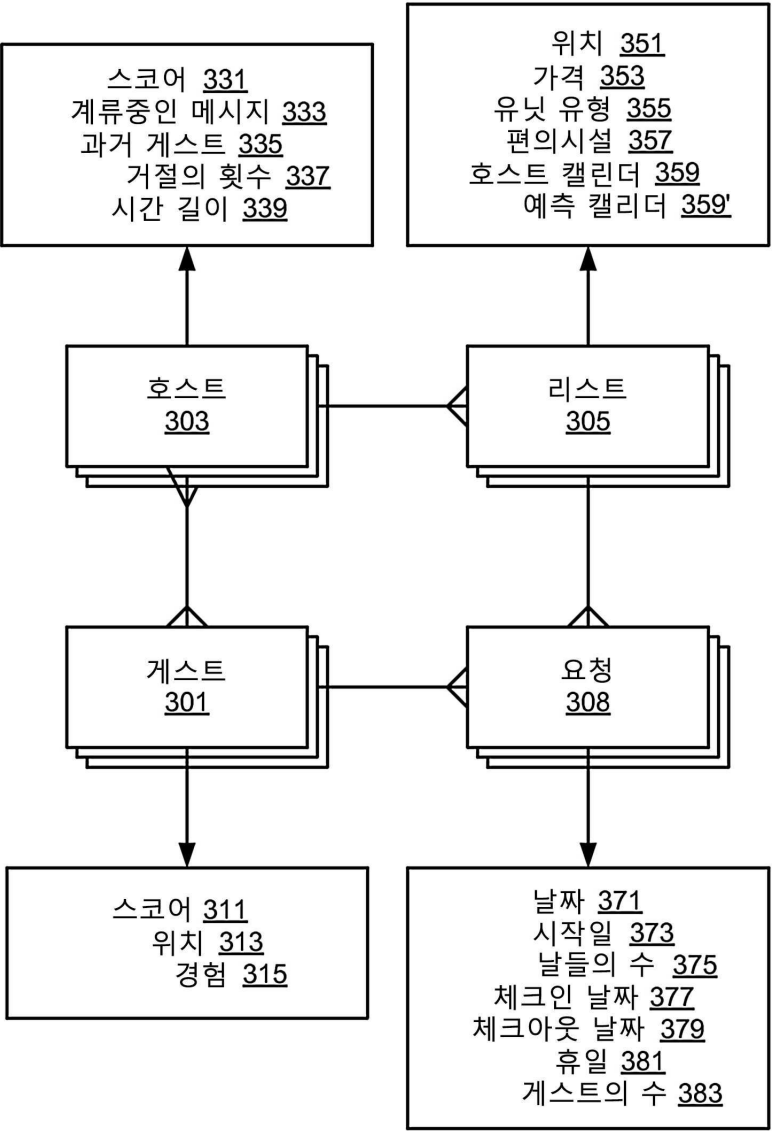 스코어 331
계류중인 메시지 333
과거 게스트 335
거절의 횟수 337
시간 길이 339
위치 351
가격 353
유닛 유형 355
편의시설 357
호스트 캘린더 359
예측 캘리더 359'
호스트
303
리스트
305
게스트
301
요청
308
스코어 311
위치 313
경험 315
날짜 371
시작일 373
날들의 수 375
체크인 날짜 377
체크아웃 날짜 379
휴일 381
게스트의 수 383